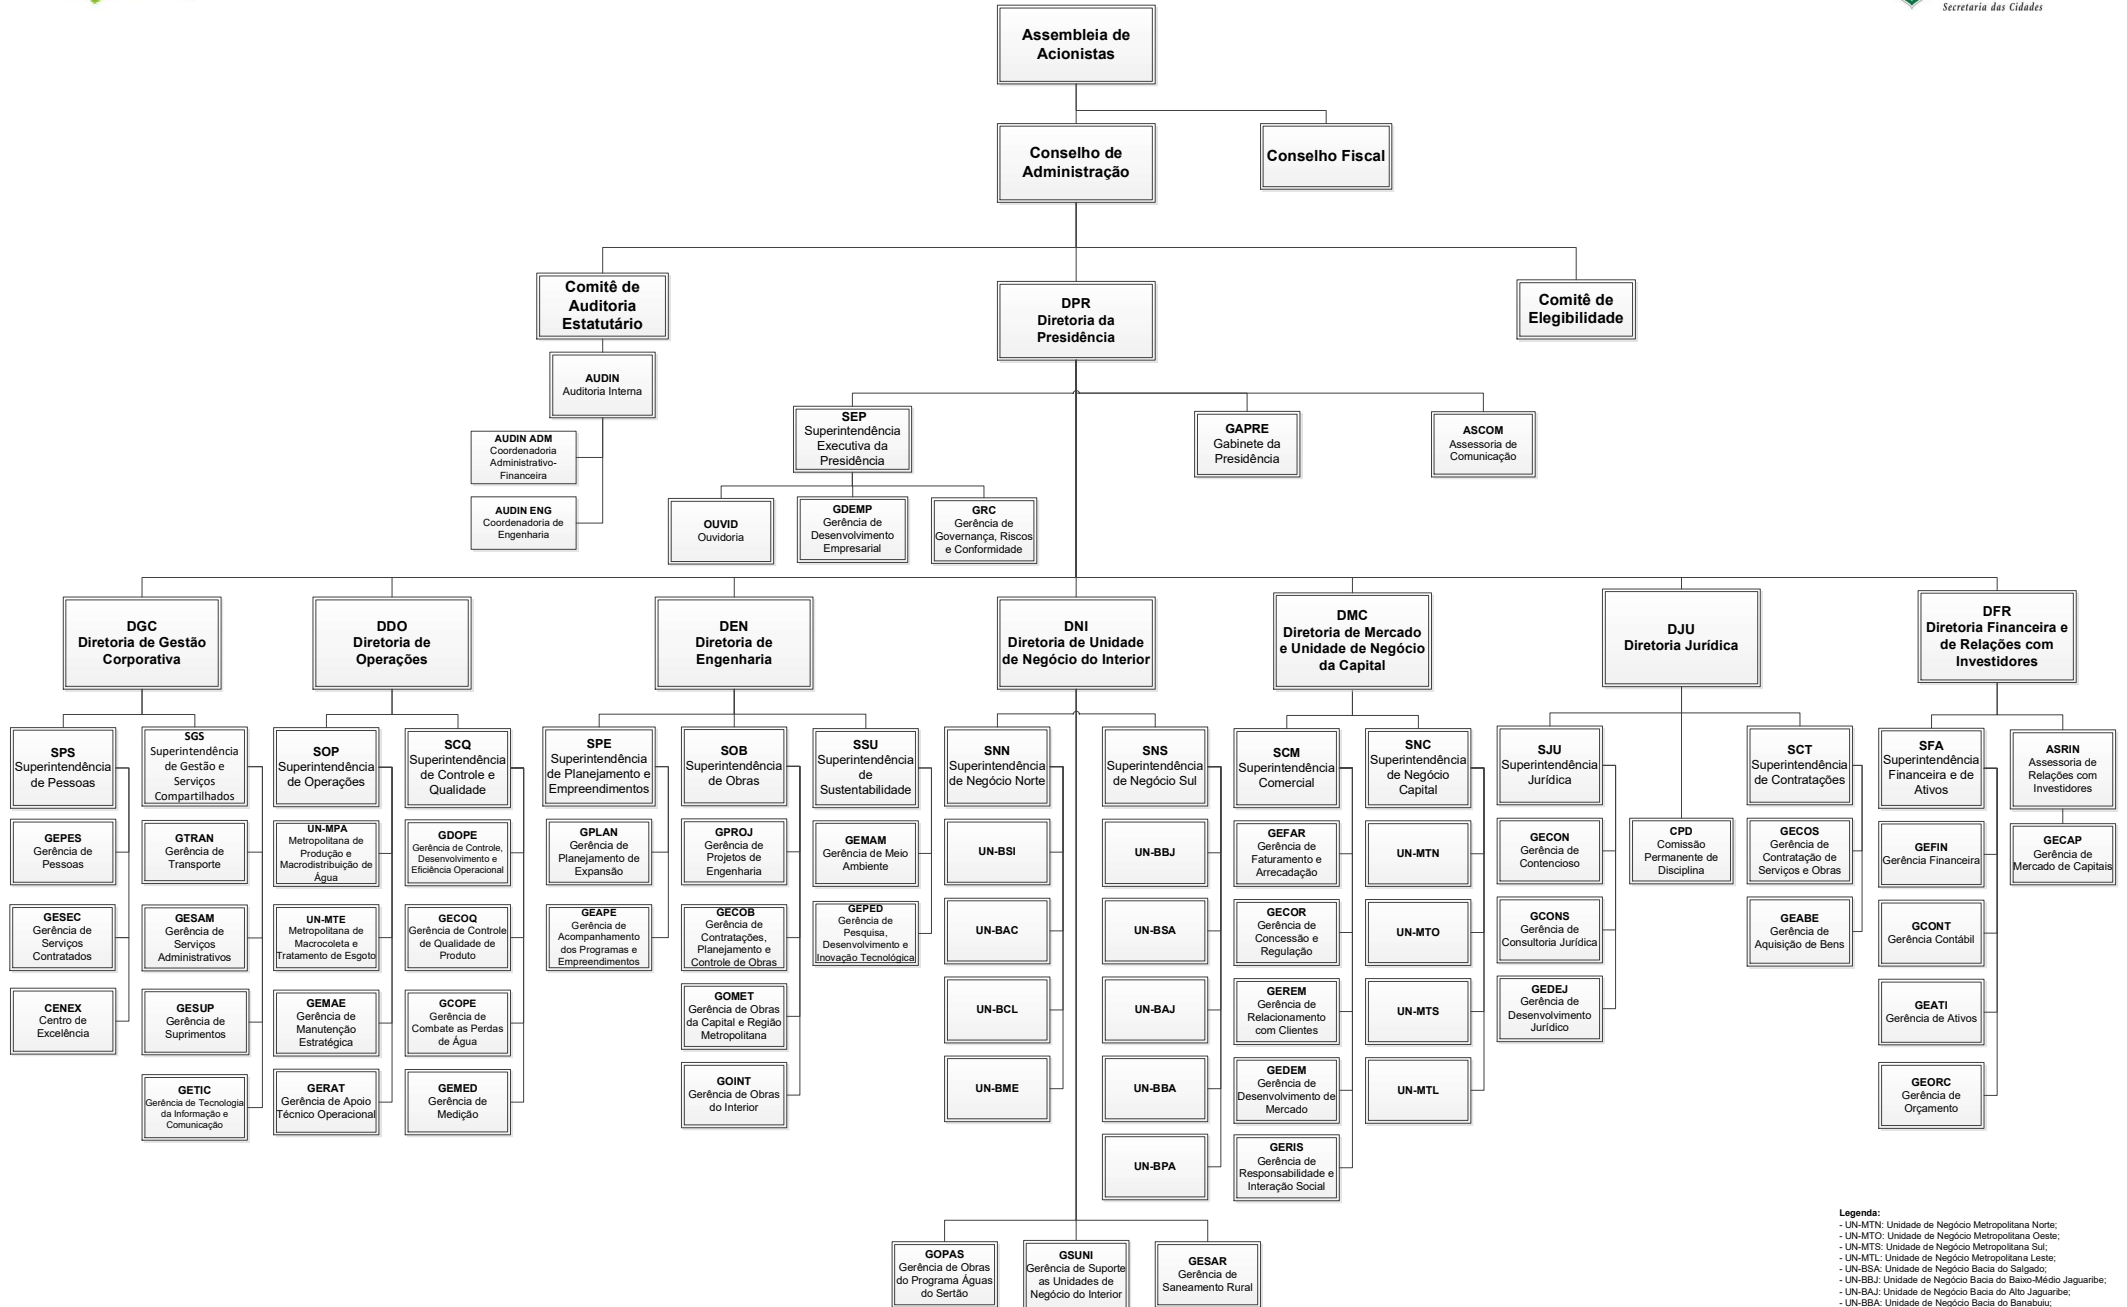 Secretaria das Cidades
Assembleia de
Acionistas
Conselho de
Administração
Conselho Fiscal
Comitê de
Auditoria
Estatutário
DPR
Diretoria da
Presidência
Comitê de
Elegibilidade
AUDIN
Auditoria Interna
AUDIN ADM
Coordenadoria
Administrativo-
Financeira
AUDIN ENG
Coordenadoria de
Engenharia
SEP
Superintendência
Executiva da
Presidência
GAPRE
Gabinete da
Presidência
ASCOM
Assessoria de
Comunicação
OUVID
Ouvidoria
GDEMP
Gerência de
Desenvolvimento
Empresarial
GRC
Gerência de
Governança, Riscos
e Conformidade
DGC
Diretoria de Gestão
Corporativa
DDO
Diretoria de
Operações
DEN
Diretoria de
Engenharia
DNI
Diretoria de Unidade
de Negócio do Interior
DMC
Diretoria de Mercado
e Unidade de Negócio
da Capital
DJU
Diretoria Jurídica
DFR
Diretoria Financeira e
de Relações com
Investidores
SPS
Superintendência
de Pessoas
GEPES
Gerência de
Pessoas
GESEC
Gerência de
Serviços
Contratados
CENEX
Centro de
Excelência
SGS
Superintendência
de Gestão e
Serviços
Compartilhados
GTRAN
Gerência de
Transporte
GESAM
Gerência de
Serviços
Administrativos
GESUP
Gerência de
Suprimentos
GETIC
Gerência de Tecnologia
da Informação e
Comunicação
SOP
Superintendência
de Operações
UN-MPA
Metropolitana de
Produção e
Macrodistribuição de
Água
UN-MTE
Metropolitana de
Macrocoleta e
Tratamento de Esgoto
GEMAE
Gerência de
Manutenção
Estratégica
GERAT
Gerência de Apoio
Técnico Operacional
SCQ
Superintendência
de Controle e
Qualidade
GDOPE
Gerência de Controle,
Desenvolvimento e
Eficiência Operacional
GECOQ
Gerência de Controle
de Qualidade de
Produto
GCOPE
Gerência de
Combate as Perdas
de Água
GEMED
Gerência de
Medição
SPE
Superintendência
de Planejamento e
Empreendimentos
GPLAN
Gerência de
Planejamento de
Expansão
GEAPE
Gerência de
Acompanhamento
dos Programas e
Empreendimentos
SOB
Superintendência
de Obras
GPROJ
Gerência de
Projetos de
Engenharia
GECOB
Gerência de
Contratações,
Planejamento e
Controle de Obras
GOMET
Gerência de Obras
da Capital e Região
Metropolitana
GOINT
Gerência de Obras
do Interior
SSU
Superintendência
de
Sustentabilidade
GEMAM
Gerência de Meio
Ambiente
GEPED
Gerência de
Pesquisa,
Desenvolvimento e
Inovação Tecnológica
SNN
Superintendência
de Negócio Norte
UN-BSI
UN-BAC
UN-BCL
UN-BME
SNS
Superintendência
de Negócio Sul
UN-BBJ
UN-BSA
UN-BAJ
UN-BBA
UN-BPA
SCM
Superintendência
Comercial
GEFAR
Gerência de
Faturamento e
Arrecadação
GECOR
Gerência de
Concessão e
Regulação
GEREM
Gerência de
Relacionamento
com Clientes
GEDEM
Gerência de
Desenvolvimento de
Mercado
GERIS
Gerência de
Responsabilidade e
Interação Social
SNC
Superintendência
de Negócio
Capital
UN-MTN
UN-MTO
UN-MTS
UN-MTL
SJU
Superintendência
Jurídica
GECON
Gerência de
Contencioso
GCONS
Gerência de
Consultoria Jurídica
GEDEJ
Gerência de
Desenvolvimento
Jurídico
CPD
Comissão
Permanente de
Disciplina
SCT
Superintendência
de Contratações
GECOS
Gerência de
Contratação de
Serviços e Obras
GEABE
Gerência de
Aquisição de Bens
SFA
Superintendência
Financeira e de
Ativos
GEFIN
Gerência Financeira
GCONT
Gerência Contábil
GEATI
Gerência de Ativos
GEORC
Gerência de
Orçamento
ASRIN
Assessoria de
Relações com
Investidores
GECAP
Gerência de
Mercado de Capitais
GOPAS
Gerência de Obras
do Programa Águas
do Sertão
GSUNI
Gerência de Suporte
as Unidades de
Negócio do Interior
GESAR
Gerência de
Saneamento Rural
Legenda:
- UN-MTN: Unidade de Negócio Metropolitana Norte;
- UN-MTO: Unidade de Negócio Metropolitana Oeste;
- UN-MTS: Unidade de Negócio Metropolitana Sul;
- UN-MTL: Unidade de Negócio Metropolitana Leste;
- UN-BSA: Unidade de Negócio Bacia do Salgado;
- UN-BBJ: Unidade de Negócio Bacia do Baixo-Médio Jaguaribe;
- UN-BAJ: Unidade de Negócio Bacia do Alto Jaguaribe;
- UN-BBA: Unidade de Negócio Bacia do Banabuiu;